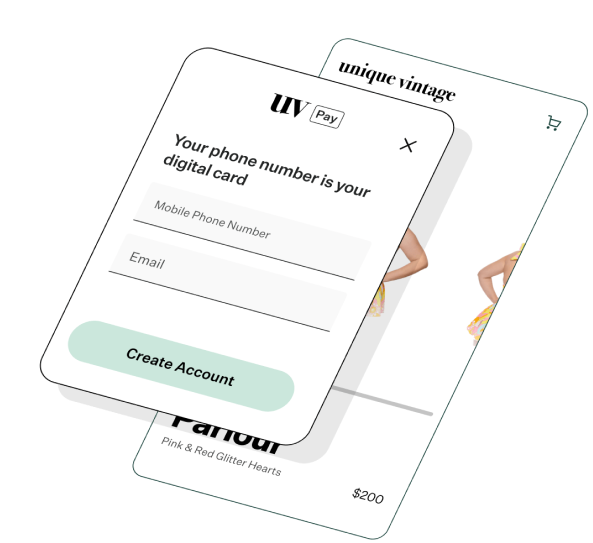 unique vintage
uv Pay
Your phone number is your
digital card
Mobile Phone Number
Email
Create Account
Parlour
Pink & Red Glitter Hearts
$200